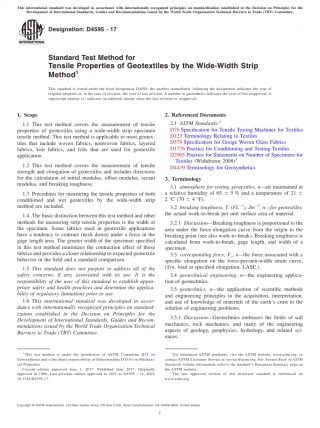 This international standard was developed in accordance with internationally recognized principles on standardization established in the Decision on Principles for the
Development of International Standards, Guides and Recommendations issued by the World Trade Organization Technical Barriers to Trade (TBT) Committee.
Designation: D4595 − 17
INTERNATIONAL
Standard Test Method for
Tensile Properties of Geotextiles by the Wide-Width Strip
Method1
This standard is issued under the fixed designation D4595; the number immediately following the designation indicates the year of
original adoption or, in the case of revision, the year of last revision. A number in parentheses indicates the year of last reapproval. A
superscript epsilon (ε) indicates an editorial change since the last revision or reapproval.
1. Scope
1.1 This test method covers the measurement of tensile
properties of geotextiles using a wide-width strip specimen
tensile method. This test method is applicable to most geotex-
tiles that include woven fabrics, nonwoven fabrics, layered
fabrics, knit fabrics, and felts that are used for geotextile
application.
1.2 This test method covers the measurement of tensile
strength and elongation of geotextiles and includes directions
for the calculation of initial modulus, offset modulus, secant
modulus, and breaking toughness.
1.3 Procedures for measuring the tensile properties of both
conditioned and wet geotextiles by the wide-width strip
method are included.
1.4 The basic distinction between this test method and other
methods for measuring strip tensile properties is the width of
the specimen. Some fabrics used in geotextile applications
have a tendency to contract (neck down) under a force in the
gage length area. The greater width of the specimen specified
in this test method minimizes the contraction effect of those
fabrics and provides a closer relationship to expected geotextile
behavior in the field and a standard comparison.
1.5 This standard does not purport to address all of the
safety concerns, if any, associated with its use. It is the
responsibility of the user of this standard to establish appro-
priate safety and health practices and determine the applica-
bility of regulatory limitations prior to use.
1.6 This international standard was developed in accor-
dance with internationally recognized principles on standard-
ization established in the Decision on Principles for the
Development of International Standards, Guides and Recom-
mendations issued by the World Trade Organization Technical
Barriers to Trade (TBT) Committee.
1 This test method is under the jurisdiction of ASTM Committee D35 on
Geosynthetics and is the direct responsibility of Subcommittee D35.01 on Mechani-
cal Properties.
Current edition approved June 1, 2017. Published June 2017. Originally
approved in 1986. Last previous edition approved in 2011 as D4595 – 11. DOI:
10.1520/D4595-17.
2. Referenced Documents
2.1 ASTM Standards:2
D76 Specification for Tensile Testing Machines for Textiles
D123 Terminology Relating to Textiles
D579 Specification for Greige Woven Glass Fabrics
D1776 Practice for Conditioning and Testing Textiles
D2905 Practice for Statements on Number of Specimens for
Textiles (Withdrawn 2008)3
D4439 Terminology for Geosynthetics
3. Terminology
3.1 atmosphere for testing geotextiles, n—air maintained at
a relative humidity of 65 ± 5 % and a temperature of 21 ±
2 °C (70 ± 4 °F).
3.2 breaking toughness, T, (FL−1), Jm−2, n—for geotextiles,
the actual work-to-break per unit surface area of material.
3.2.1 Discussion—Breaking toughness is proportional to the
area under the force-elongation curve from the origin to the
breaking point (see also work-to-break). Breaking toughness is
calculated from work-to-break, gage length, and width of a
specimen.
3.3 corresponding force, Fc, n—the force associated with a
specific elongation on the force-per-unit-width strain curve.
(Syn. load at specified elongation, LASE.)
3.4 geotechnical engineering, n—the engineering applica-
tion of geotechnics.
3.5 geotechnics, n—the application of scientific methods
and engineering principles to the acquisition, interpretation,
and use of knowledge of materials of the earth's crust to the
solution of engineering problems.
3.5.1 Discussion—Geotechnics embraces the fields of soil
mechanics, rock mechanics, and many of the engineering
aspects of geology, geophysics, hydrology, and related sci-
ences.
2 For referenced ASTM standards, visit the ASTM website, www.astm.org, or
contact ASTM Customer Service at service@astm.org. For Annual Book of ASTM
Standards volume information, refer to the standard's Document Summary page on
the ASTM website.
3 The last approved version of this historical standard is referenced on
www.astm.org.
Copyright © ASTM International, 100 Barr Harbor Drive, PO Box C700, West Conshohocken, PA 19428-2959. United States
1